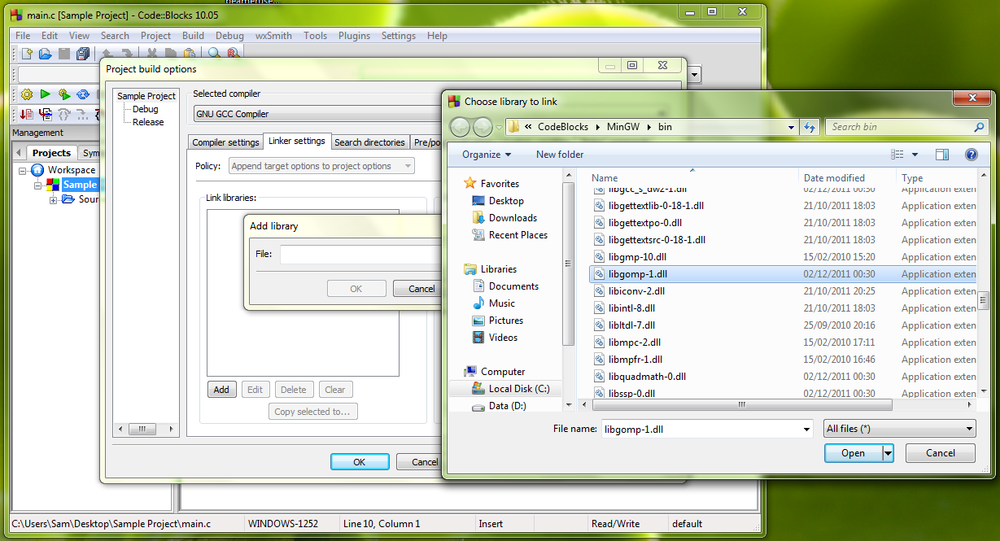 main.c [Sample Project] - Code::Blocks 10.05
File Edit View Search Project Build Debug wxSmith Tools Plugins Settings Help
Management
Projects Sym
Workspace
Sample
Sour
Project build options
Sample Project
Debug
Release
Selected compiler
GNU GCC Compiler
Compiler settings Linker settings Search directories Pre/po
Policy: Append target options to project options
Link libraries:
Add library
File:
OK Cancel
Add Edit Delete Clear
Copy selected to...
OK Cancel
Choose library to link
« CodeBlocks MinGW bin
Search bin
Organize New folder
Favorites
Desktop
Downloads
Recent Places
Libraries
Documents
Music
Pictures
Videos
Computer
Local Disk (C:)
Data (D:)
Name Date modified Type
libgcc_s_dw2-1.dll 02/12/2011 00:30 Application exten
libgettextlib-0-18-1.dll 21/10/2011 18:03 Application exten
libgettextpo-0.dll 21/10/2011 18:03 Application exten
libgettextsrc-0-18-1.dll 21/10/2011 18:03 Application exten
libgmp-10.dll 15/02/2010 15:20 Application exten
libgomp-1.dll 02/12/2011 00:30 Application exten
libiconv-2.dll 21/10/2011 20:25 Application exten
libintl-8.dll 21/10/2011 18:03 Application exten
libltdl-7.dll 25/09/2010 20:16 Application exten
libmpc-2.dll 15/02/2010 17:11 Application exten
libmpfr-1.dll 15/02/2010 16:46 Application exten
libquadmath-0.dll 02/12/2011 00:30 Application exten
libssp-0.dll 02/12/2011 00:30 Application exten
File name: libgomp-1.dll
All files (*)
Open Cancel
C:\Users\Sam\Desktop\Sample Project\main.c WINDOWS-1252 Line 10, Column 1 Insert Read/Write default